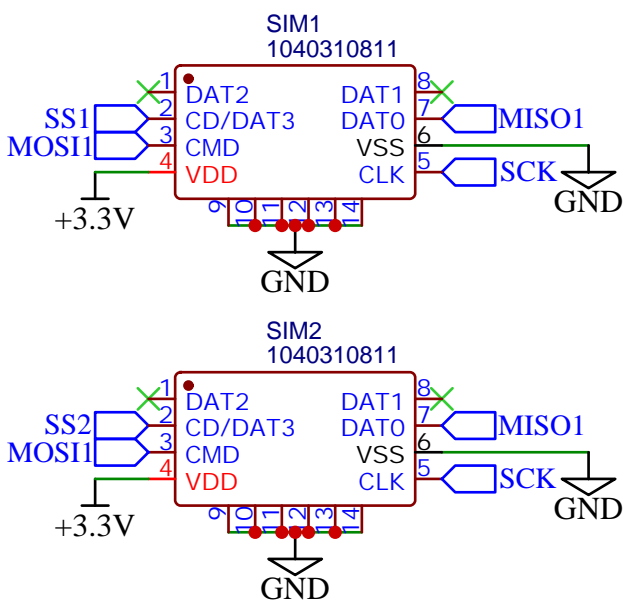 SIM1
1040310811
1 DAT2 DAT1 8
SS1 2 CD/DAT3 DAT0 7 MISO1
MOSI1 3 CMD VSS 6
4 VDD CLK 5 SCK
+3.3V GND
9 10 11 12 13 14
GND
SIM2
1040310811
1 DAT2 DAT1 8
SS2 2 CD/DAT3 DAT0 7 MISO1
MOSI1 3 CMD VSS 6
4 VDD CLK 5 SCK
+3.3V GND
9 10 11 12 13 14
GND